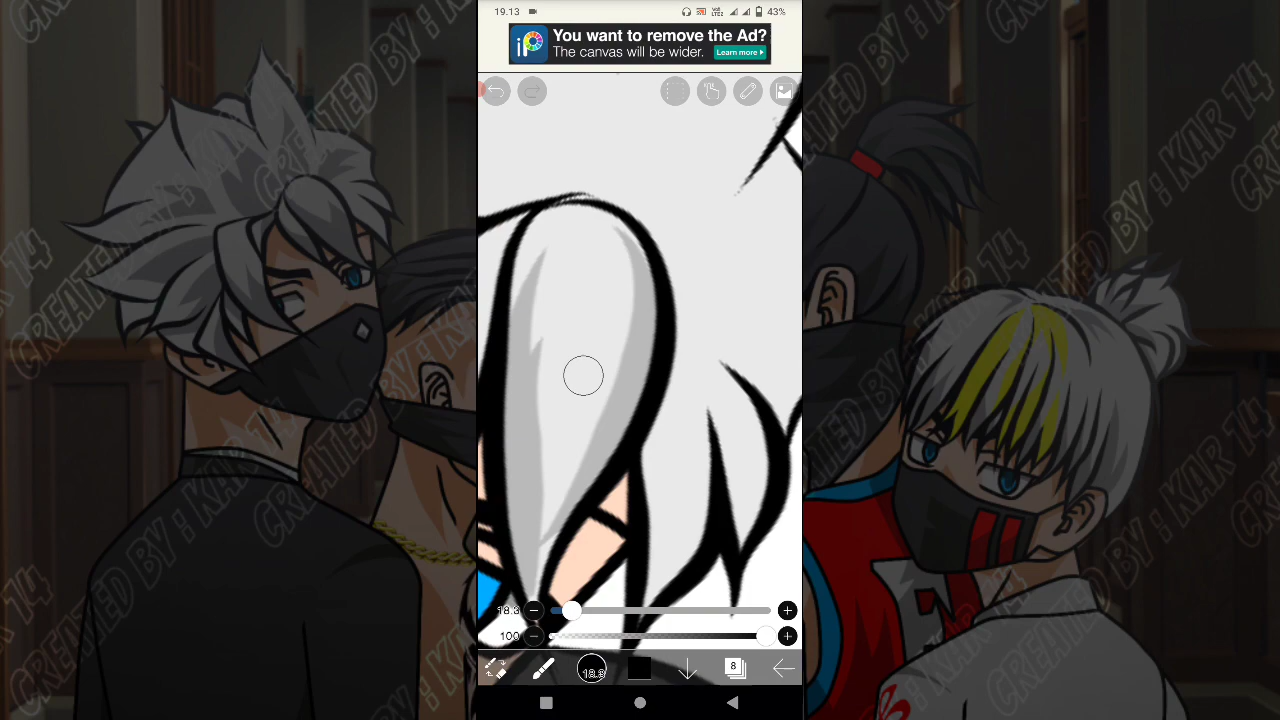 19.13
43%
You want to remove the Ad?
iP
The canvas will be wider.
Learn more
CREATED BY : KAR 14
CREATED BY : KAR 14
18.3
100
18.3
8